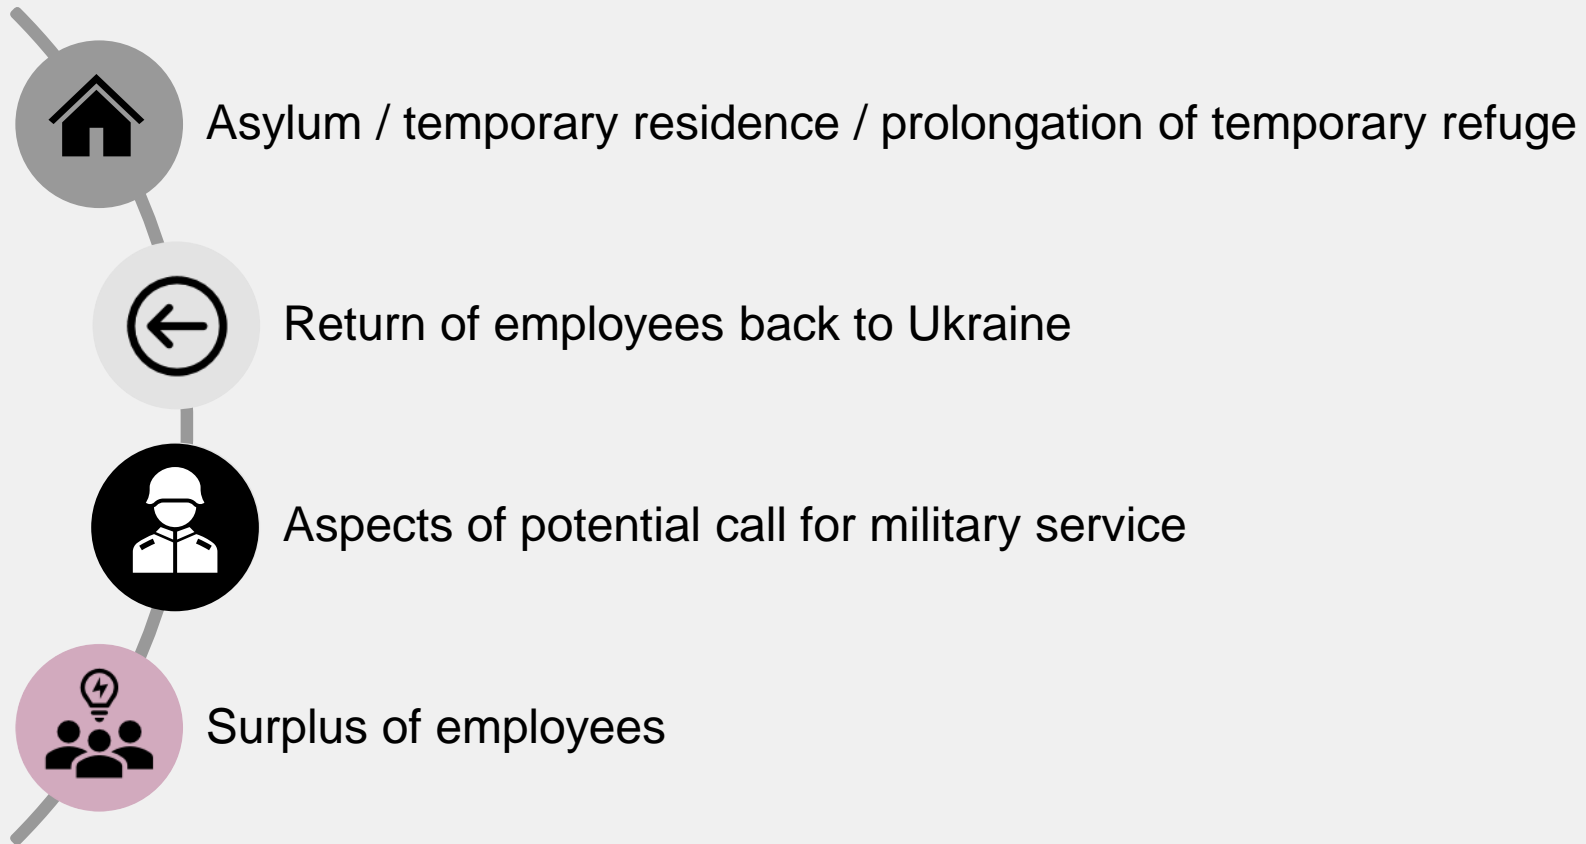 Asylum / temporary residence / prolongation of temporary refuge
Return of employees back to Ukraine
Aspects of potential call for military service
Surplus of employees